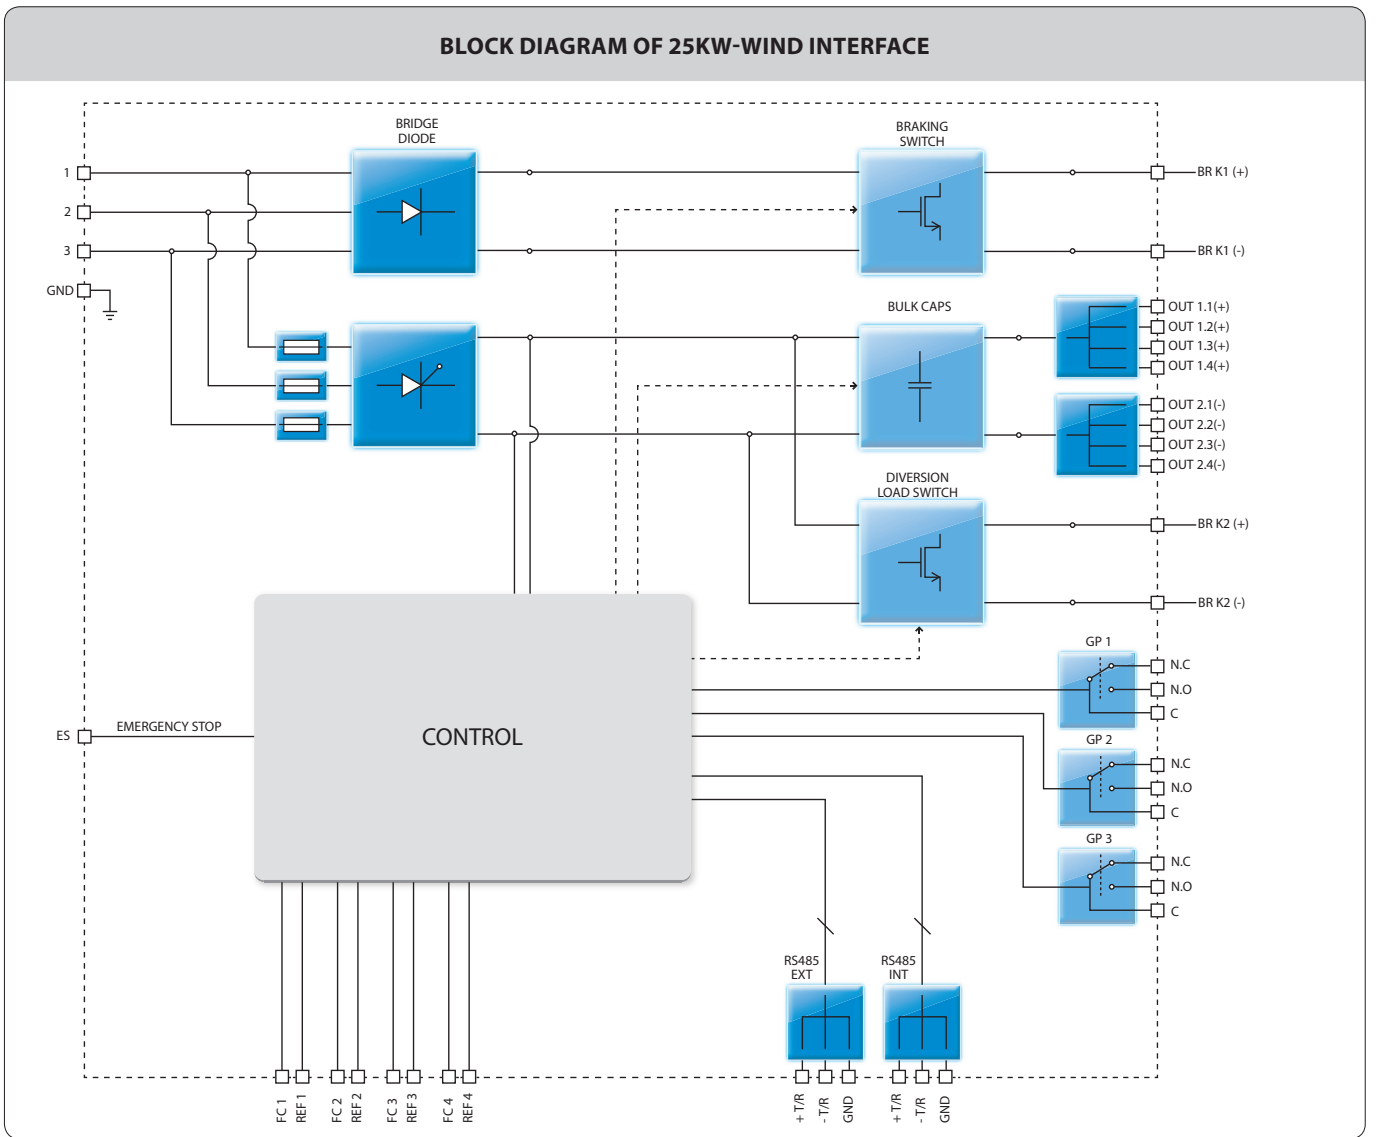 BLOCK DIAGRAM OF 25KW-WIND INTERFACE
BRIDGE
DIODE
BRAKING
SWITCH
1
2
3
GND
BR K1 (+)
BR K1 (-)
BULK CAPS
OUT 1.1(+)
OUT 1.2(+)
OUT 1.3(+)
OUT 1.4(+)
OUT 2.1(-)
OUT 2.2(-)
OUT 2.3(-)
OUT 2.4(-)
DIVERSION
LOAD SWITCH
BR K2 (+)
BR K2 (-)
GP 1
N.C
N.O
C
ES
EMERGENCY STOP
CONTROL
GP 2
N.C
N.O
C
GP 3
N.C
N.O
C
RS485
EXT
RS485
INT
FC 1
REF 1
FC 2
REF 2
FC 3
REF 3
FC 4
REF 4
+ T/R
- T/R
GND
+ T/R
- T/R
GND